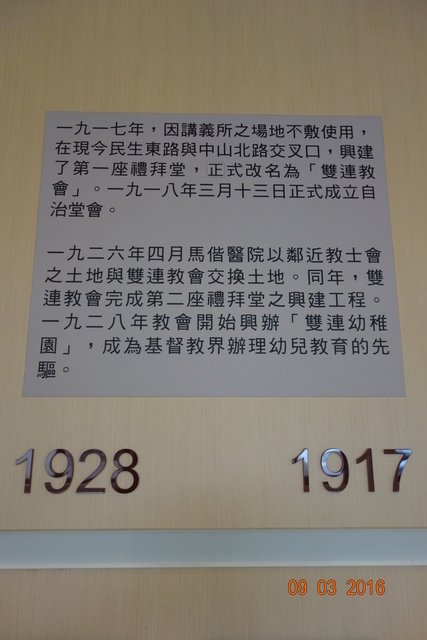 一九一七年，因講義所之場地不敷使用，
在現今民生東路與中山北路交叉口，興建
了第一座禮拜堂，正式改名為「雙連教
會」。一九一八年三月十三日正式成立自
治堂會。
一九二六年四月馬偕醫院以鄰近教士會
之土地與雙連教會交換土地。同年，雙
連教會完成第二座禮拜堂之興建工程。
一九二八年教會開始興辦「雙連幼稚
園」，成為基督教界辦理幼兒教育的先
驅。
1928 1917
09 03 2016